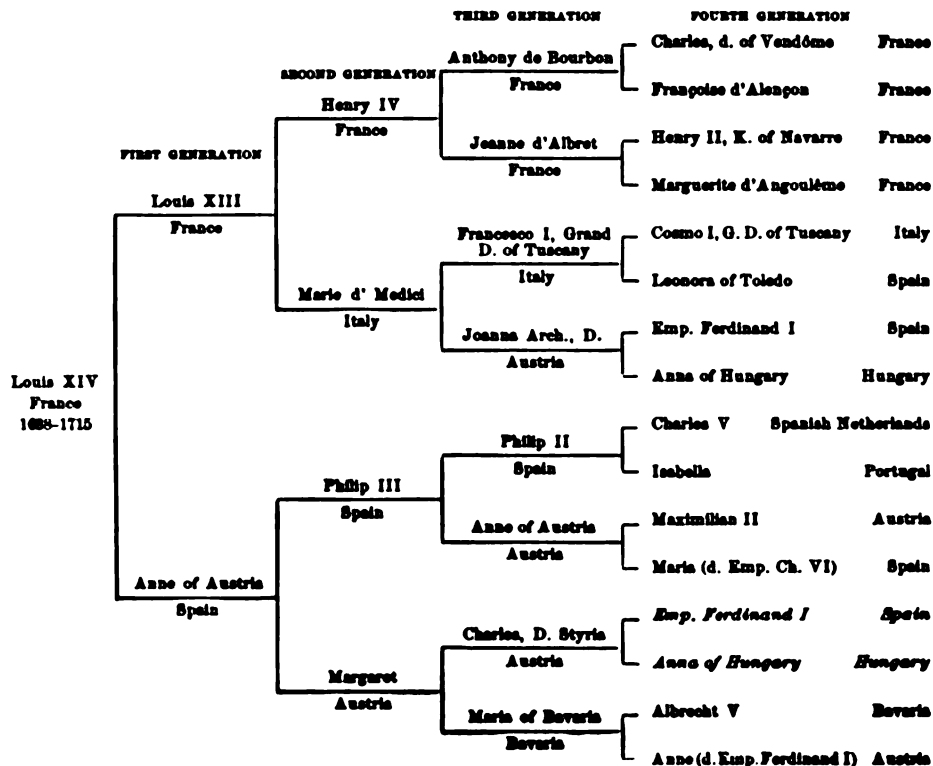 THIRD GENERATION
FOURTH GENERATION
SECOND GENERATION
FIRST GENERATION
Louis XIV
France
1638–1715
Louis XIII
France
Henry IV
France
Anthony de Bourbon
France
Charles, d. of Vendôme France
Françoise d'Alençon France
Jeanne d'Albret
France
Henry II, K. of Navarre France
Marguerite d'Angoulême France
Marie d' Medici
Italy
Francesco I, Grand
D. of Tuscany
Italy
Cosmo I, G. D. of Tuscany Italy
Leonora of Toledo Spain
Joanna Arch., D.
Austria
Emp. Ferdinand I Spain
Anna of Hungary Hungary
Anne of Austria
Spain
Philip III
Spain
Philip II
Spain
Charles V Spanish Netherlands
Isabella Portugal
Anne of Austria
Austria
Maximilian II Austria
Maria (d. Emp. Ch. VI) Spain
Margaret
Austria
Charles, D. Styria
Austria
Emp. Ferdinand I Spain
Anna of Hungary Hungary
Maria of Bavaria
Bavaria
Albrecht V Bavaria
Anne (d. Emp. Ferdinand I) Austria